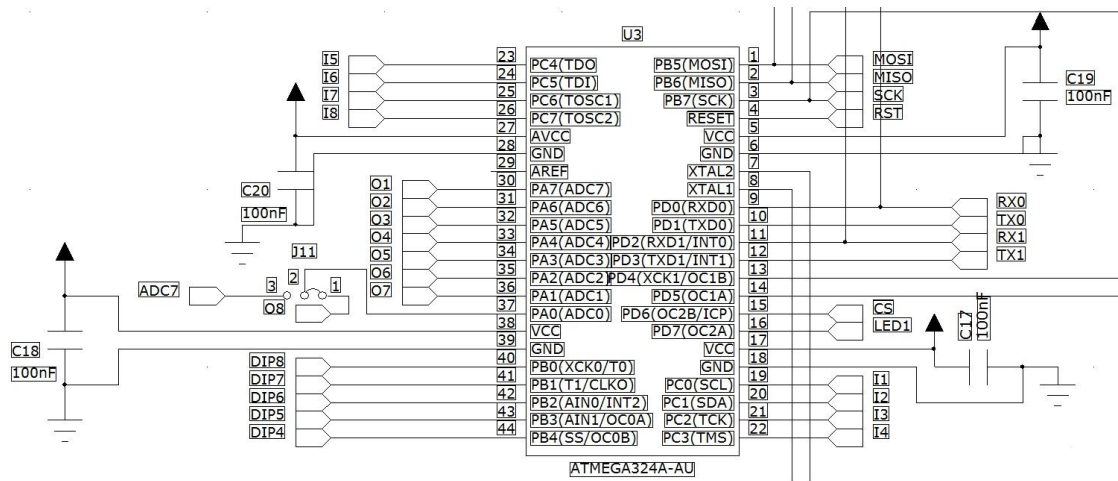 U3
I5
I6
I7
I8
23 PC4(TDO
24 PC5(TDI)
25 PC6(TOSC1)
26 PC7(TOSC2)
27 AVCC
28 GND
29 AREF
30 PA7(ADC7)
31 PA6(ADC6)
32 PA5(ADC5)
33 PA4(ADC4)
34 PA3(ADC3)
35 PA2(ADC2)
36 PA1(ADC1)
37 PA0(ADC0)
38 VCC
39 GND
40 PB0(XCK0/T0)
41 PB1(T1/CLKO)
42 PB2(AIN0/INT2)
43 PB3(AIN1/OC0A)
44 PB4(SS/OC0B)
PB5(MOSI) 1
PB6(MISO) 2
PB7(SCK) 3
RESET 4
VCC 5
GND 6
XTAL2 7
XTAL1 8
PD0(RXD0) 9
PD1(TXD0) 10
PD2(RXD1/INT0) 11
PD3(TXD1/INT1) 12
PD4(XCK1/OC1B) 13
PD5(OC1A) 14
PD6(OC2B/ICP) 15
PD7(OC2A) 16
VCC 17
GND 18
PC0(SCL) 19
PC1(SDA) 20
PC2(TCK) 21
PC3(TMS) 22
MOSI
MISO
SCK
RST
C19
100nF
C20
100nF
O1
O2
O3
O4
O5
O6
O7
J11
3 2 1
ADC7
O8
C18
100nF
DIP8
DIP7
DIP6
DIP5
DIP4
RX0
TX0
RX1
TX1
CS
LED1
C17
100nF
I1
I2
I3
I4
ATMEGA324A-AU